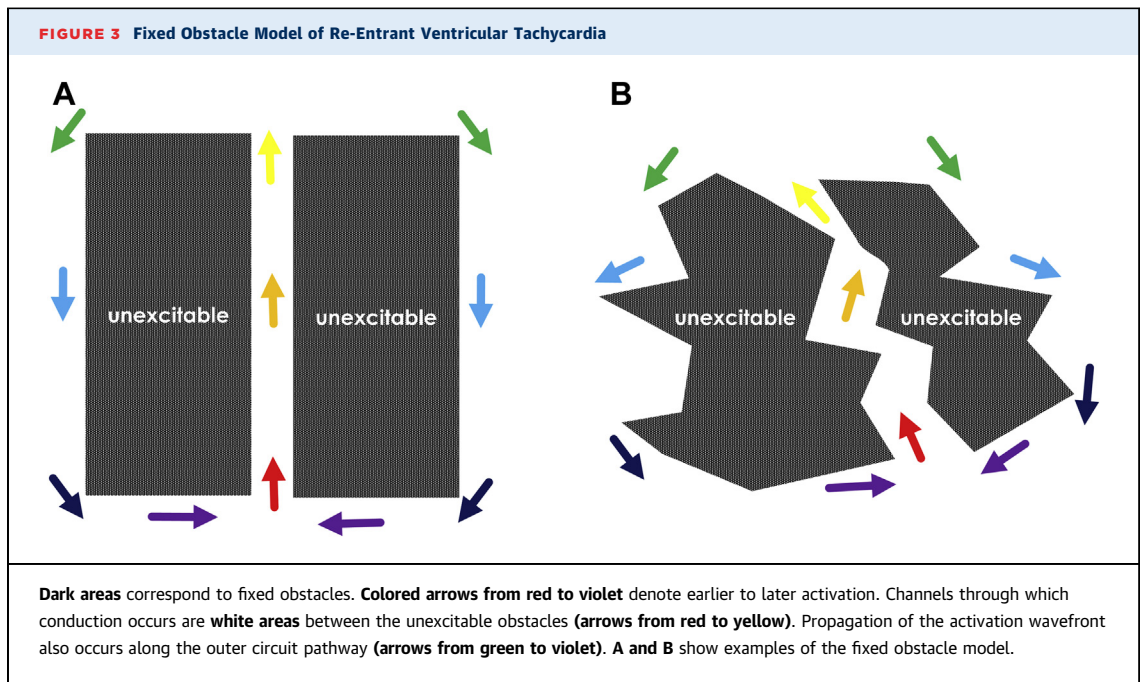 FIGURE 3 Fixed Obstacle Model of Re-Entrant Ventricular Tachycardia
A
B
unexcitable
unexcitable
unexcitable
unexcitable
Dark areas correspond to fixed obstacles. Colored arrows from red to violet denote earlier to later activation. Channels through which
conduction occurs are white areas between the unexcitable obstacles (arrows from red to yellow). Propagation of the activation wavefront
also occurs along the outer circuit pathway (arrows from green to violet). A and B show examples of the fixed obstacle model.